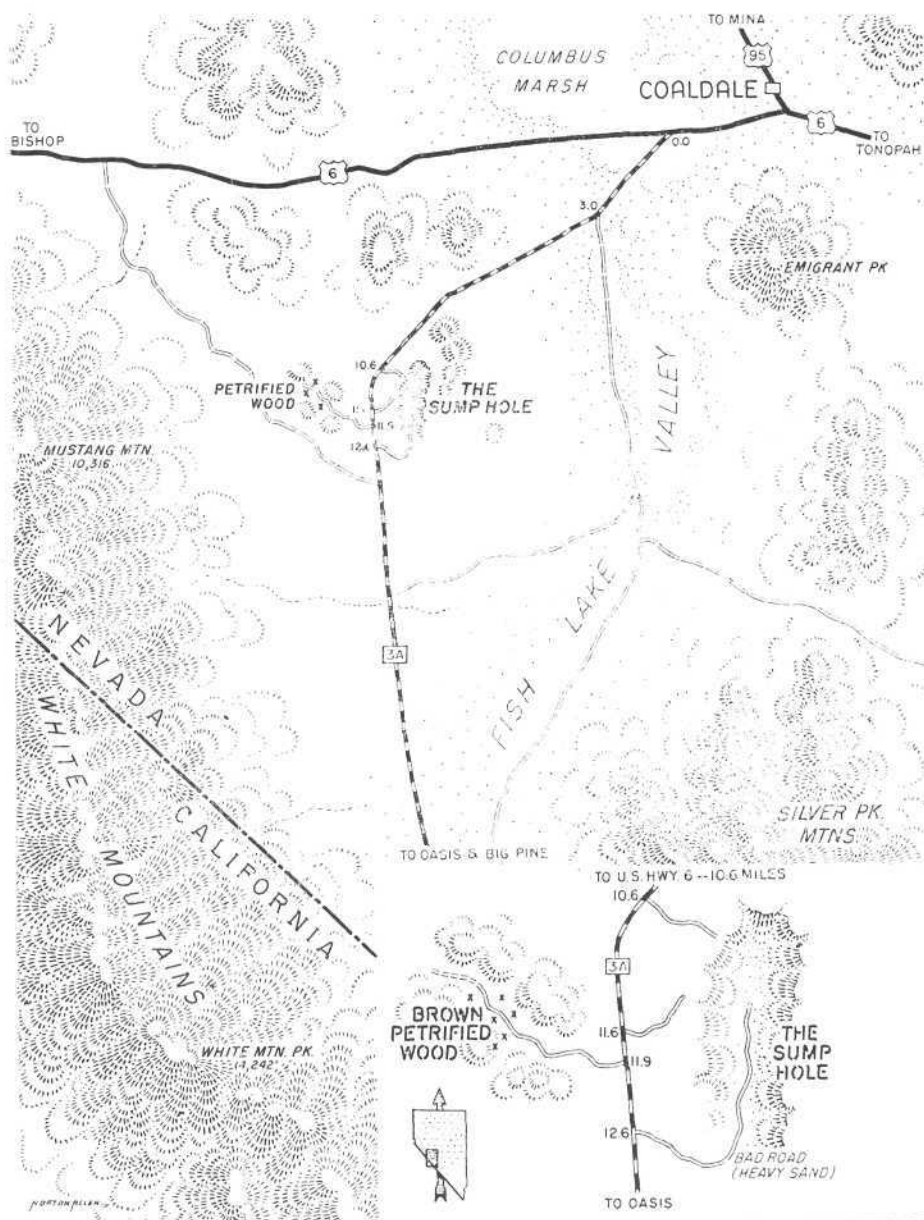 TO MINA
95
COLUMBUS
MARSH
COALDALE
TO
BISHOP
6
6
TO
TONOPAH
0.0
3.0
EMIGRANT PK
10.6
PETRIFIED
WOOD
THE
SUMP HOLE
11.9
VALLEY
MUSTANG MTN.
10,316
LAKE
FISH
3A
NEVADA
CALIFORNIA
WHITE
MOUNTAINS
SILVER PK.
MTNS.
TO OASIS & BIG PINE
TO U.S. HWY. 6 -- 10.6 MILES
10.6
3A
BROWN
PETRIFIED
WOOD
11.6
11.9
THE
SUMP
HOLE
WHITE MTN. PK.
12.6
BAD ROAD
(HEAVY SAND)
TO OASIS
NORTON ALLEN